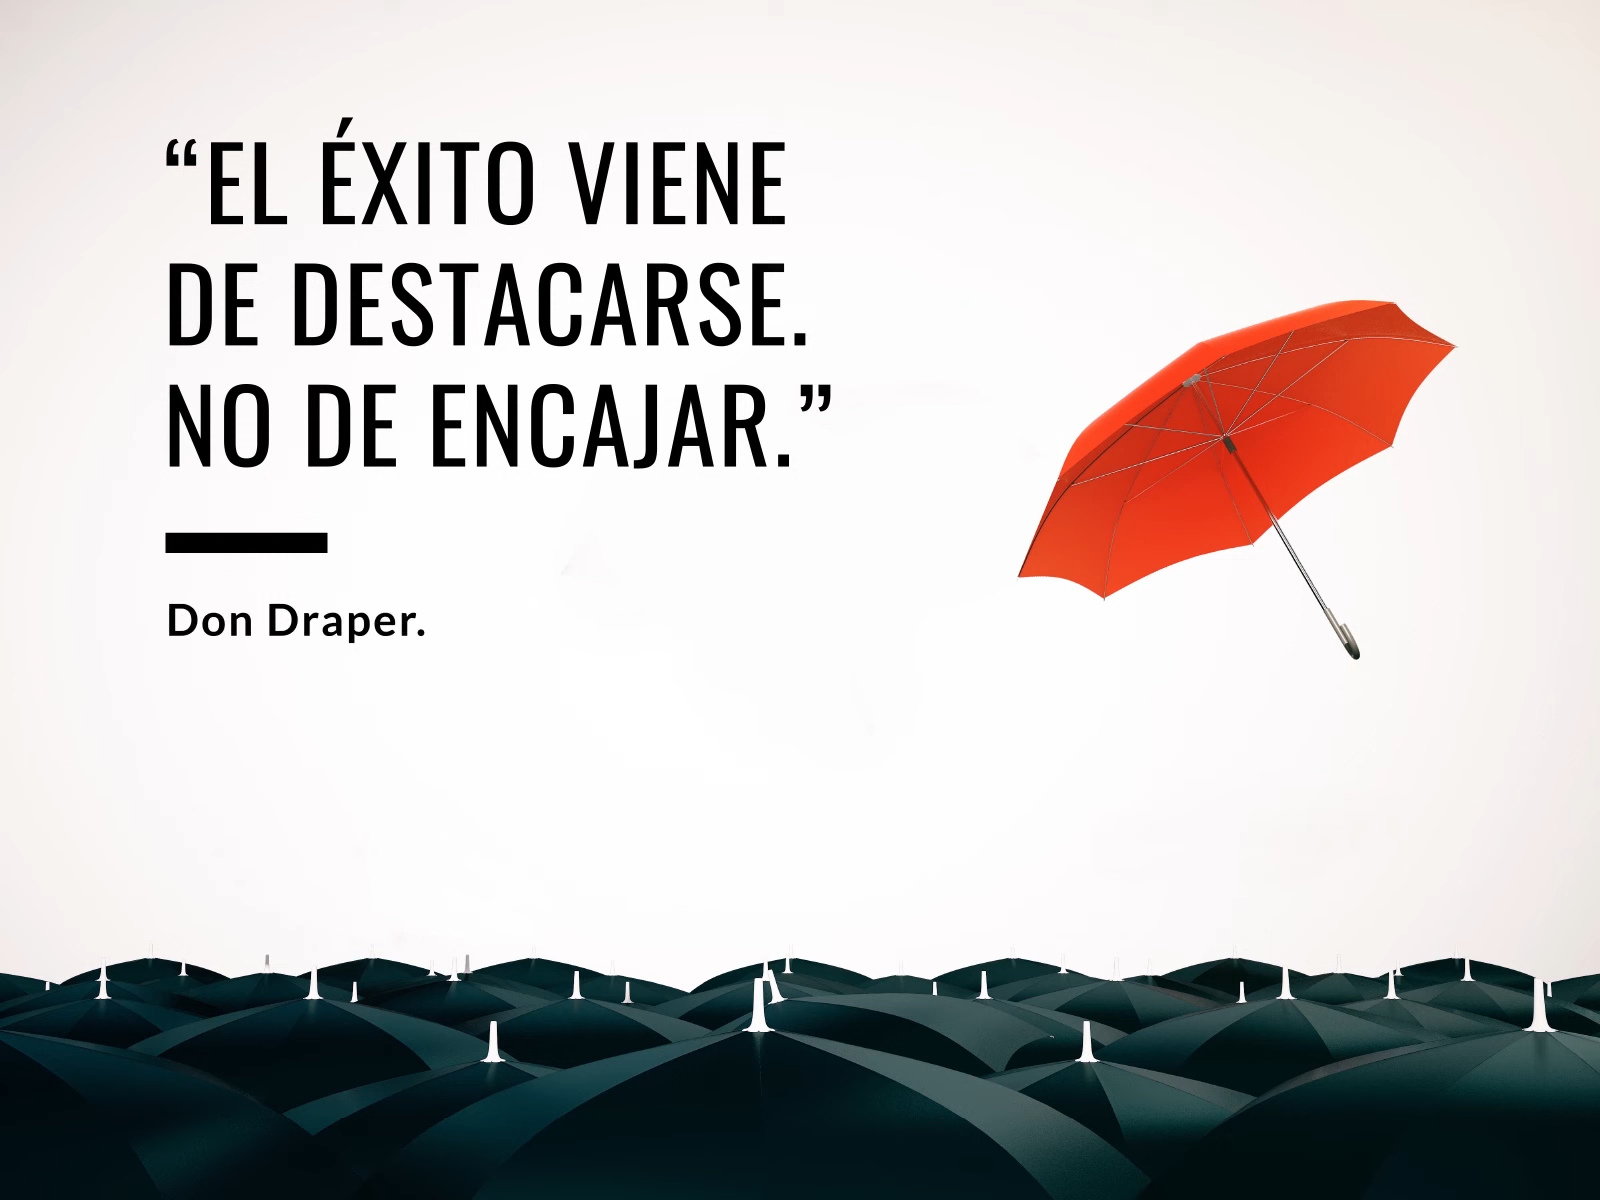 “EL ÉXITO VIENE
DE DESTACARSE.
NO DE ENCAJAR.”
Don Draper.